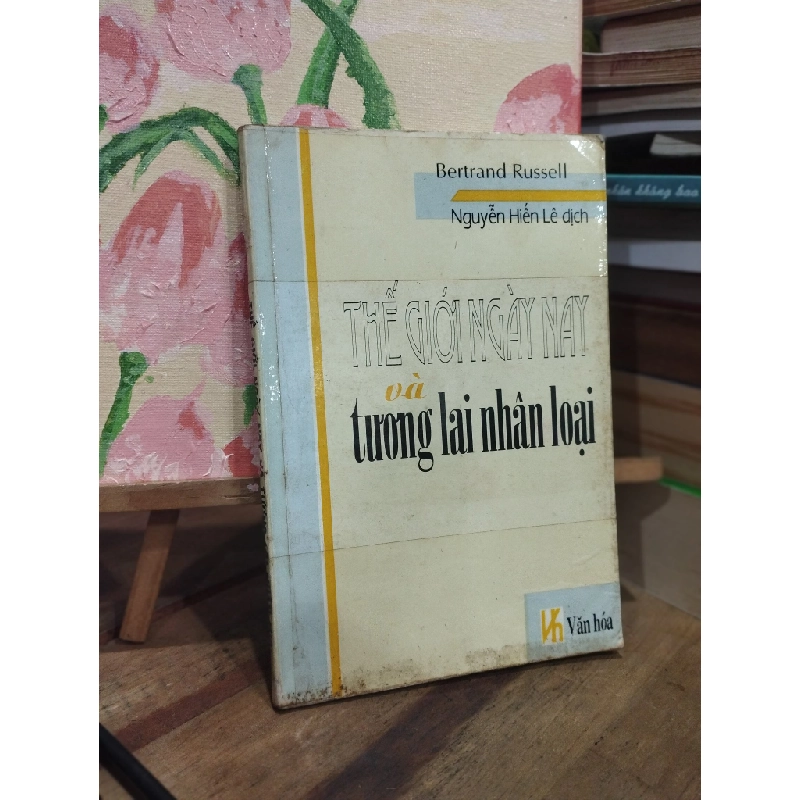 Bertrand Russell
Nguyễn Hiến Lê dịch
THẾ GIỚI NGÀY NAY
và
tương lai nhân loại
Vh Văn hóa